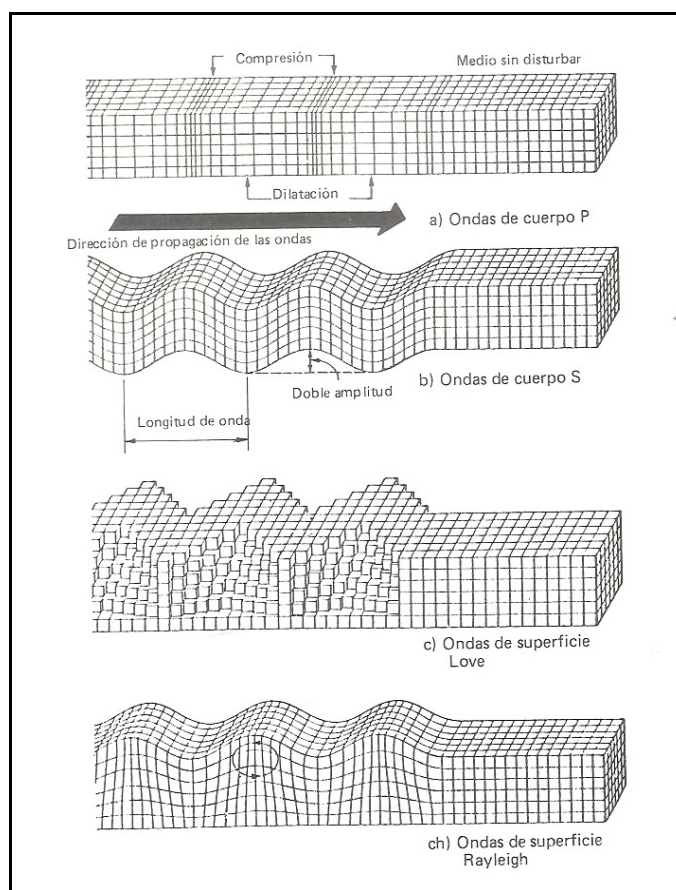 Compresión
Medio sin disturbar
Dilatación
a) Ondas de cuerpo P
Dirección de propagación de las ondas
b) Ondas de cuerpo S
Doble amplitud
Longitud de onda
c) Ondas de superficie
Love
ch) Ondas de superficie
Rayleigh